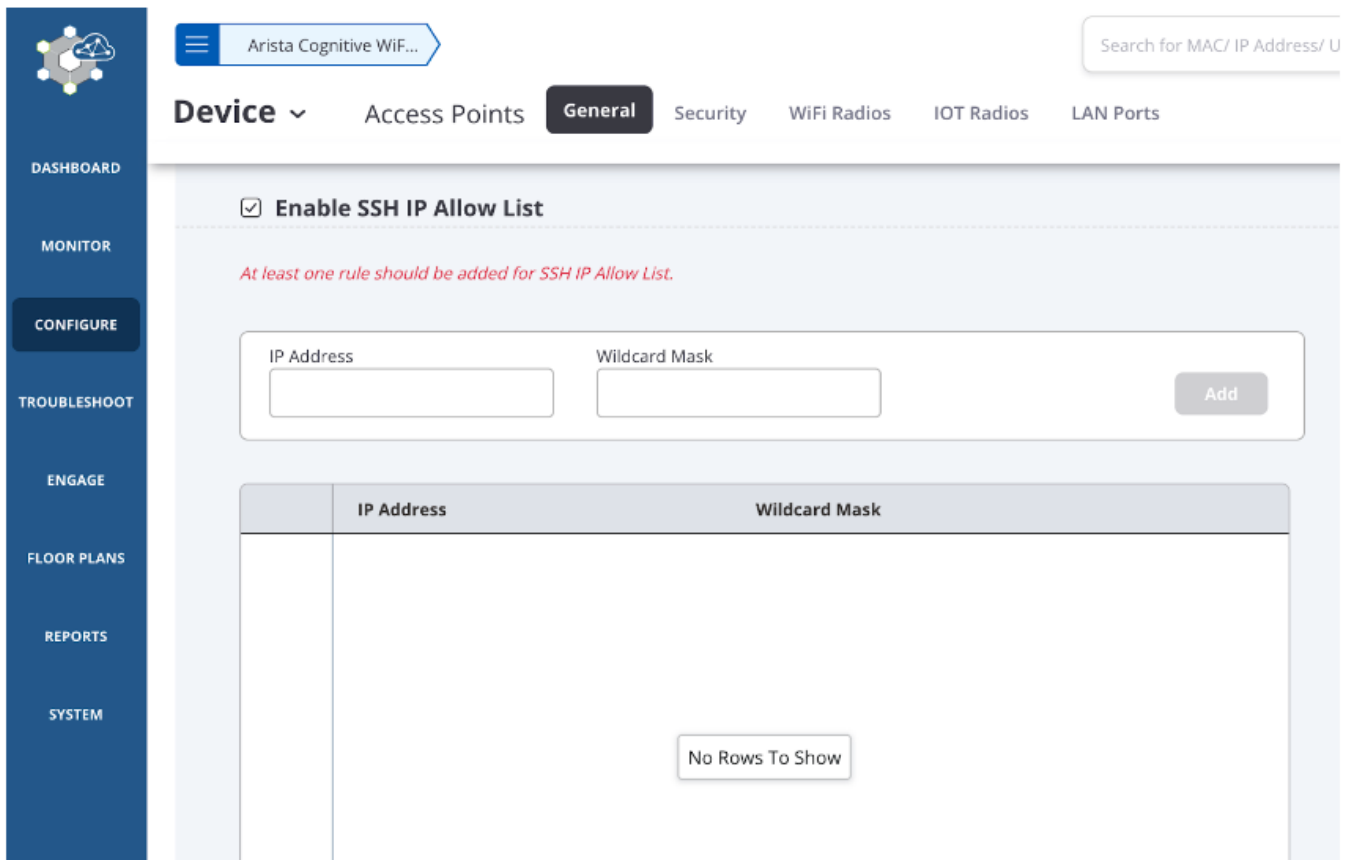 Arista Cognitive WiF...
Search for MAC/ IP Address/ U
Device
Access Points
General
Security
WiFi Radios
IOT Radios
LAN Ports
DASHBOARD
MONITOR
CONFIGURE
TROUBLESHOOT
ENGAGE
FLOOR PLANS
REPORTS
SYSTEM
Enable SSH IP Allow List
At least one rule should be added for SSH IP Allow List.
IP Address
Wildcard Mask
Add
IP Address
Wildcard Mask
No Rows To Show